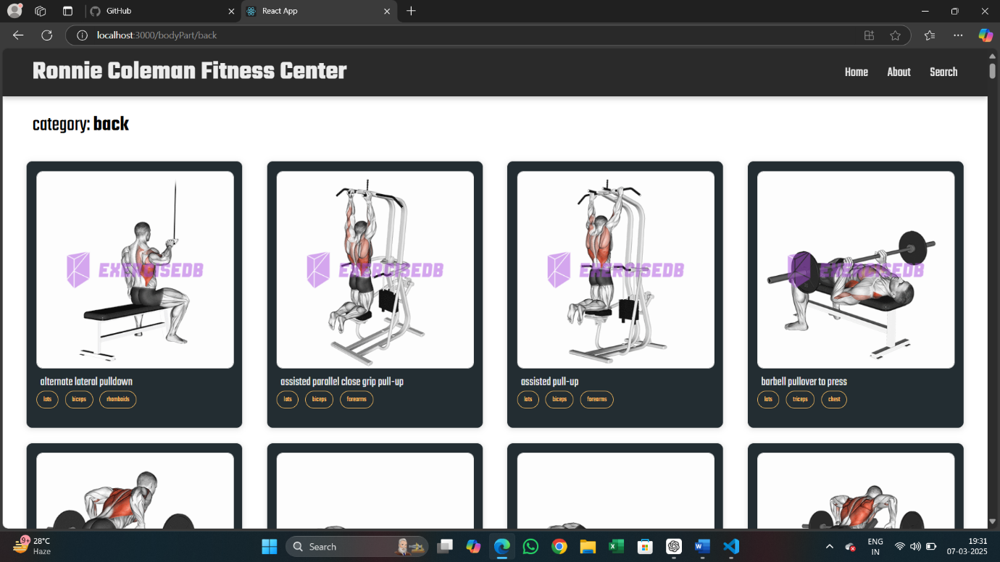 GitHub
React App
localhost:3000/bodyPart/back
Ronnie Coleman Fitness Center
Home About Search
category: back
EXERCISEDB EXERCISEDB EXERCISEDB EXERCISEDB
alternate lateral pulldown
lats biceps rhomboids
assisted parallel close grip pull-up
lats biceps forearms
assisted pull-up
lats biceps forearms
barbell pullover to press
lats triceps chest
9+
28°C
Haze
Search
ENG
IN
19:31
07-03-2025